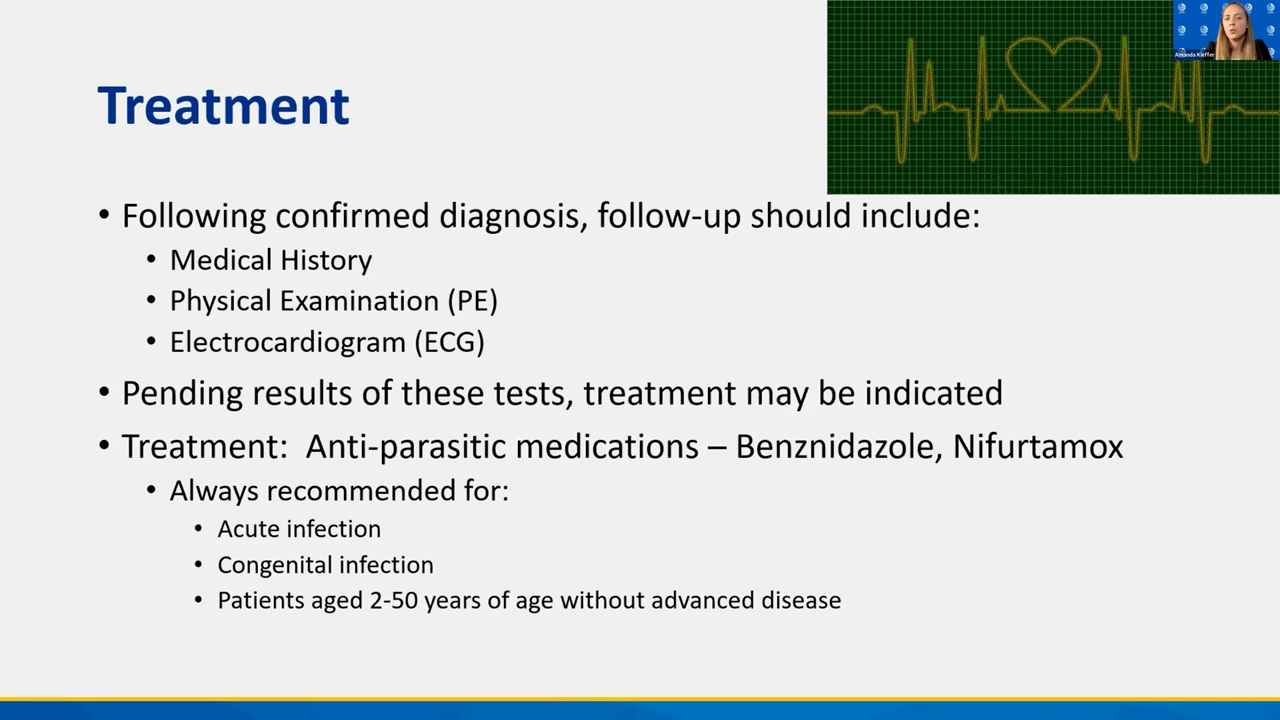 Amanda Kieffer
Treatment
• Following confirmed diagnosis, follow-up should include:
• Medical History
• Physical Examination (PE)
• Electrocardiogram (ECG)
• Pending results of these tests, treatment may be indicated
• Treatment:  Anti-parasitic medications – Benznidazole, Nifurtamox
• Always recommended for:
• Acute infection
• Congenital infection
• Patients aged 2-50 years of age without advanced disease